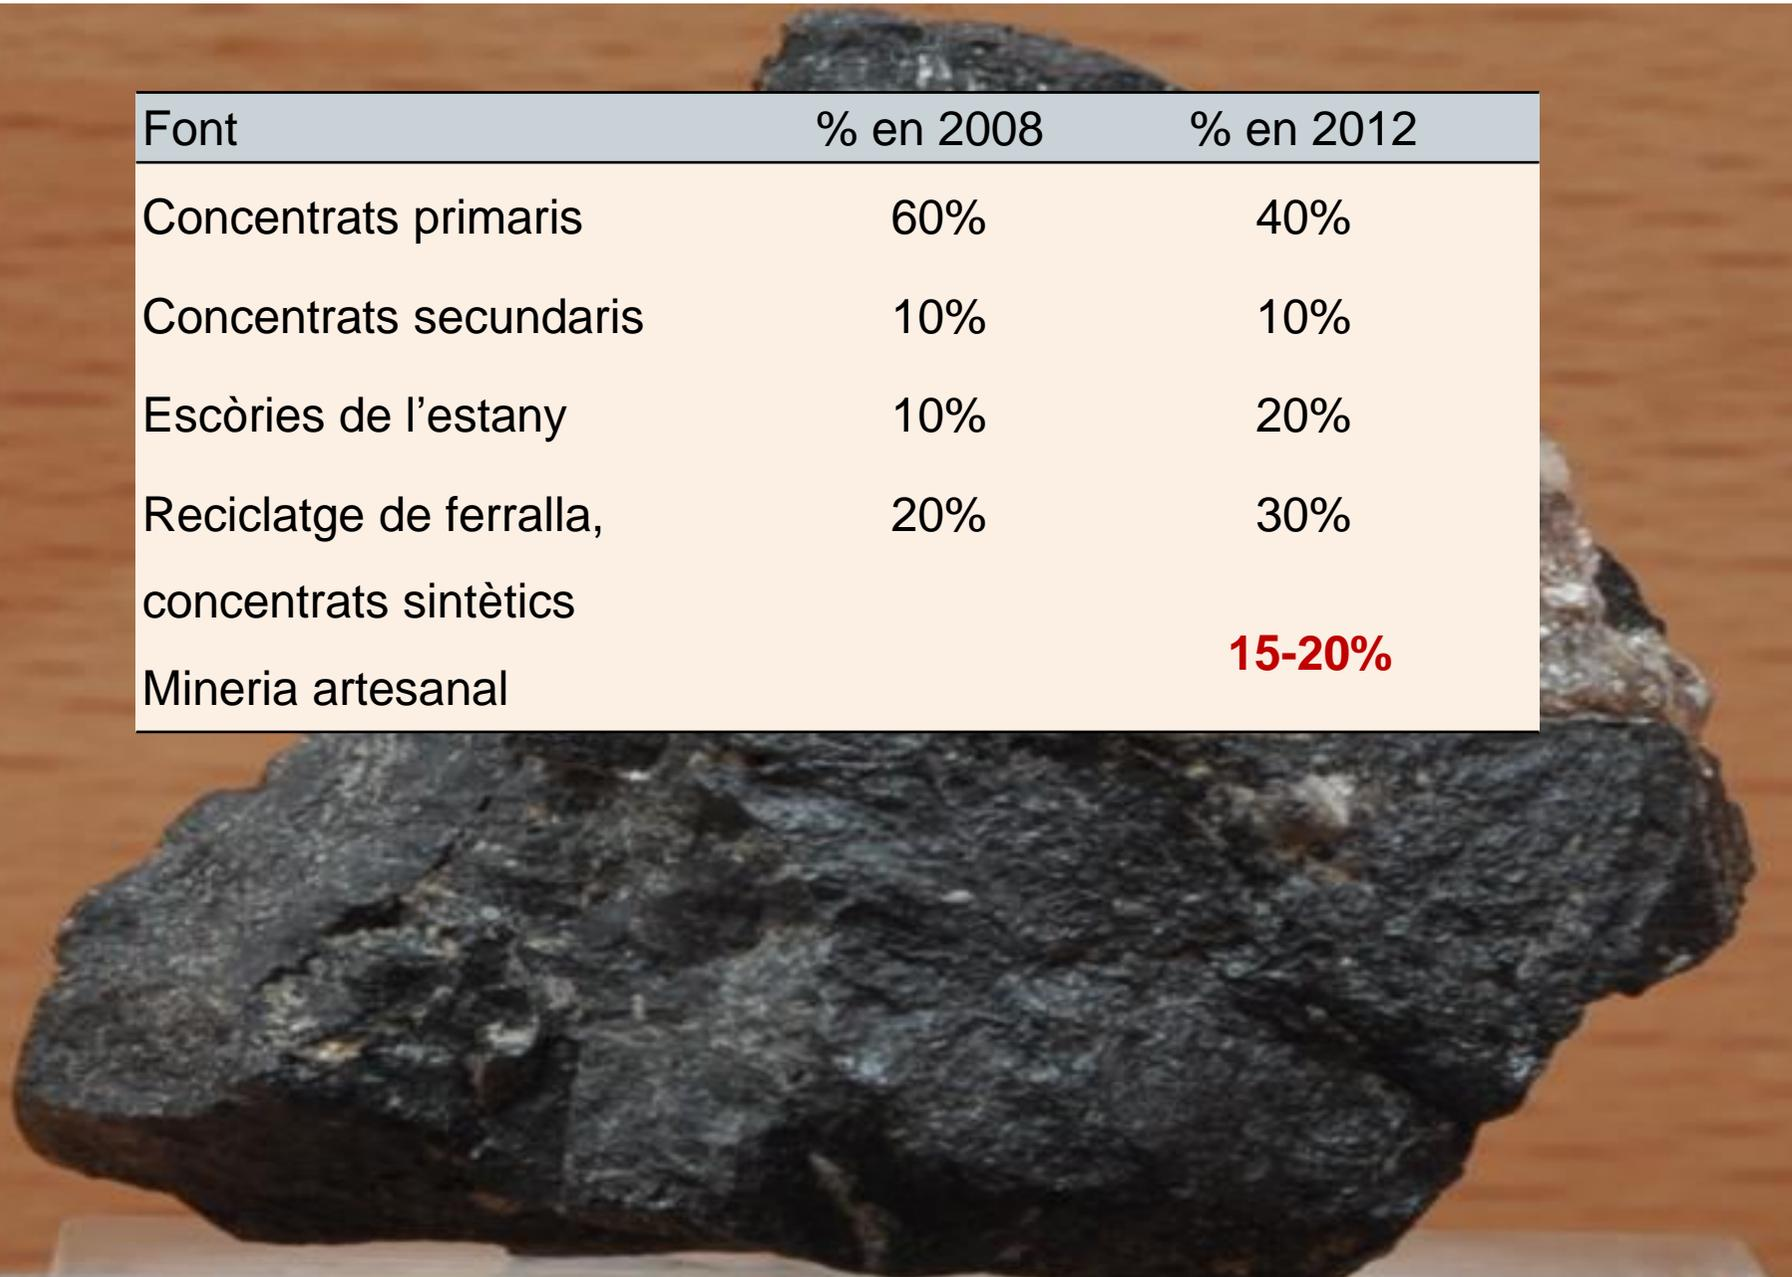 Font % en 2008 % en 2012
Concentrats primaris 60% 40%
Concentrats secundaris 10% 10%
Escòries de l’estany 10% 20%
Reciclatge de ferralla, 20% 30%
concentrats sintètics
15-20%
Mineria artesanal